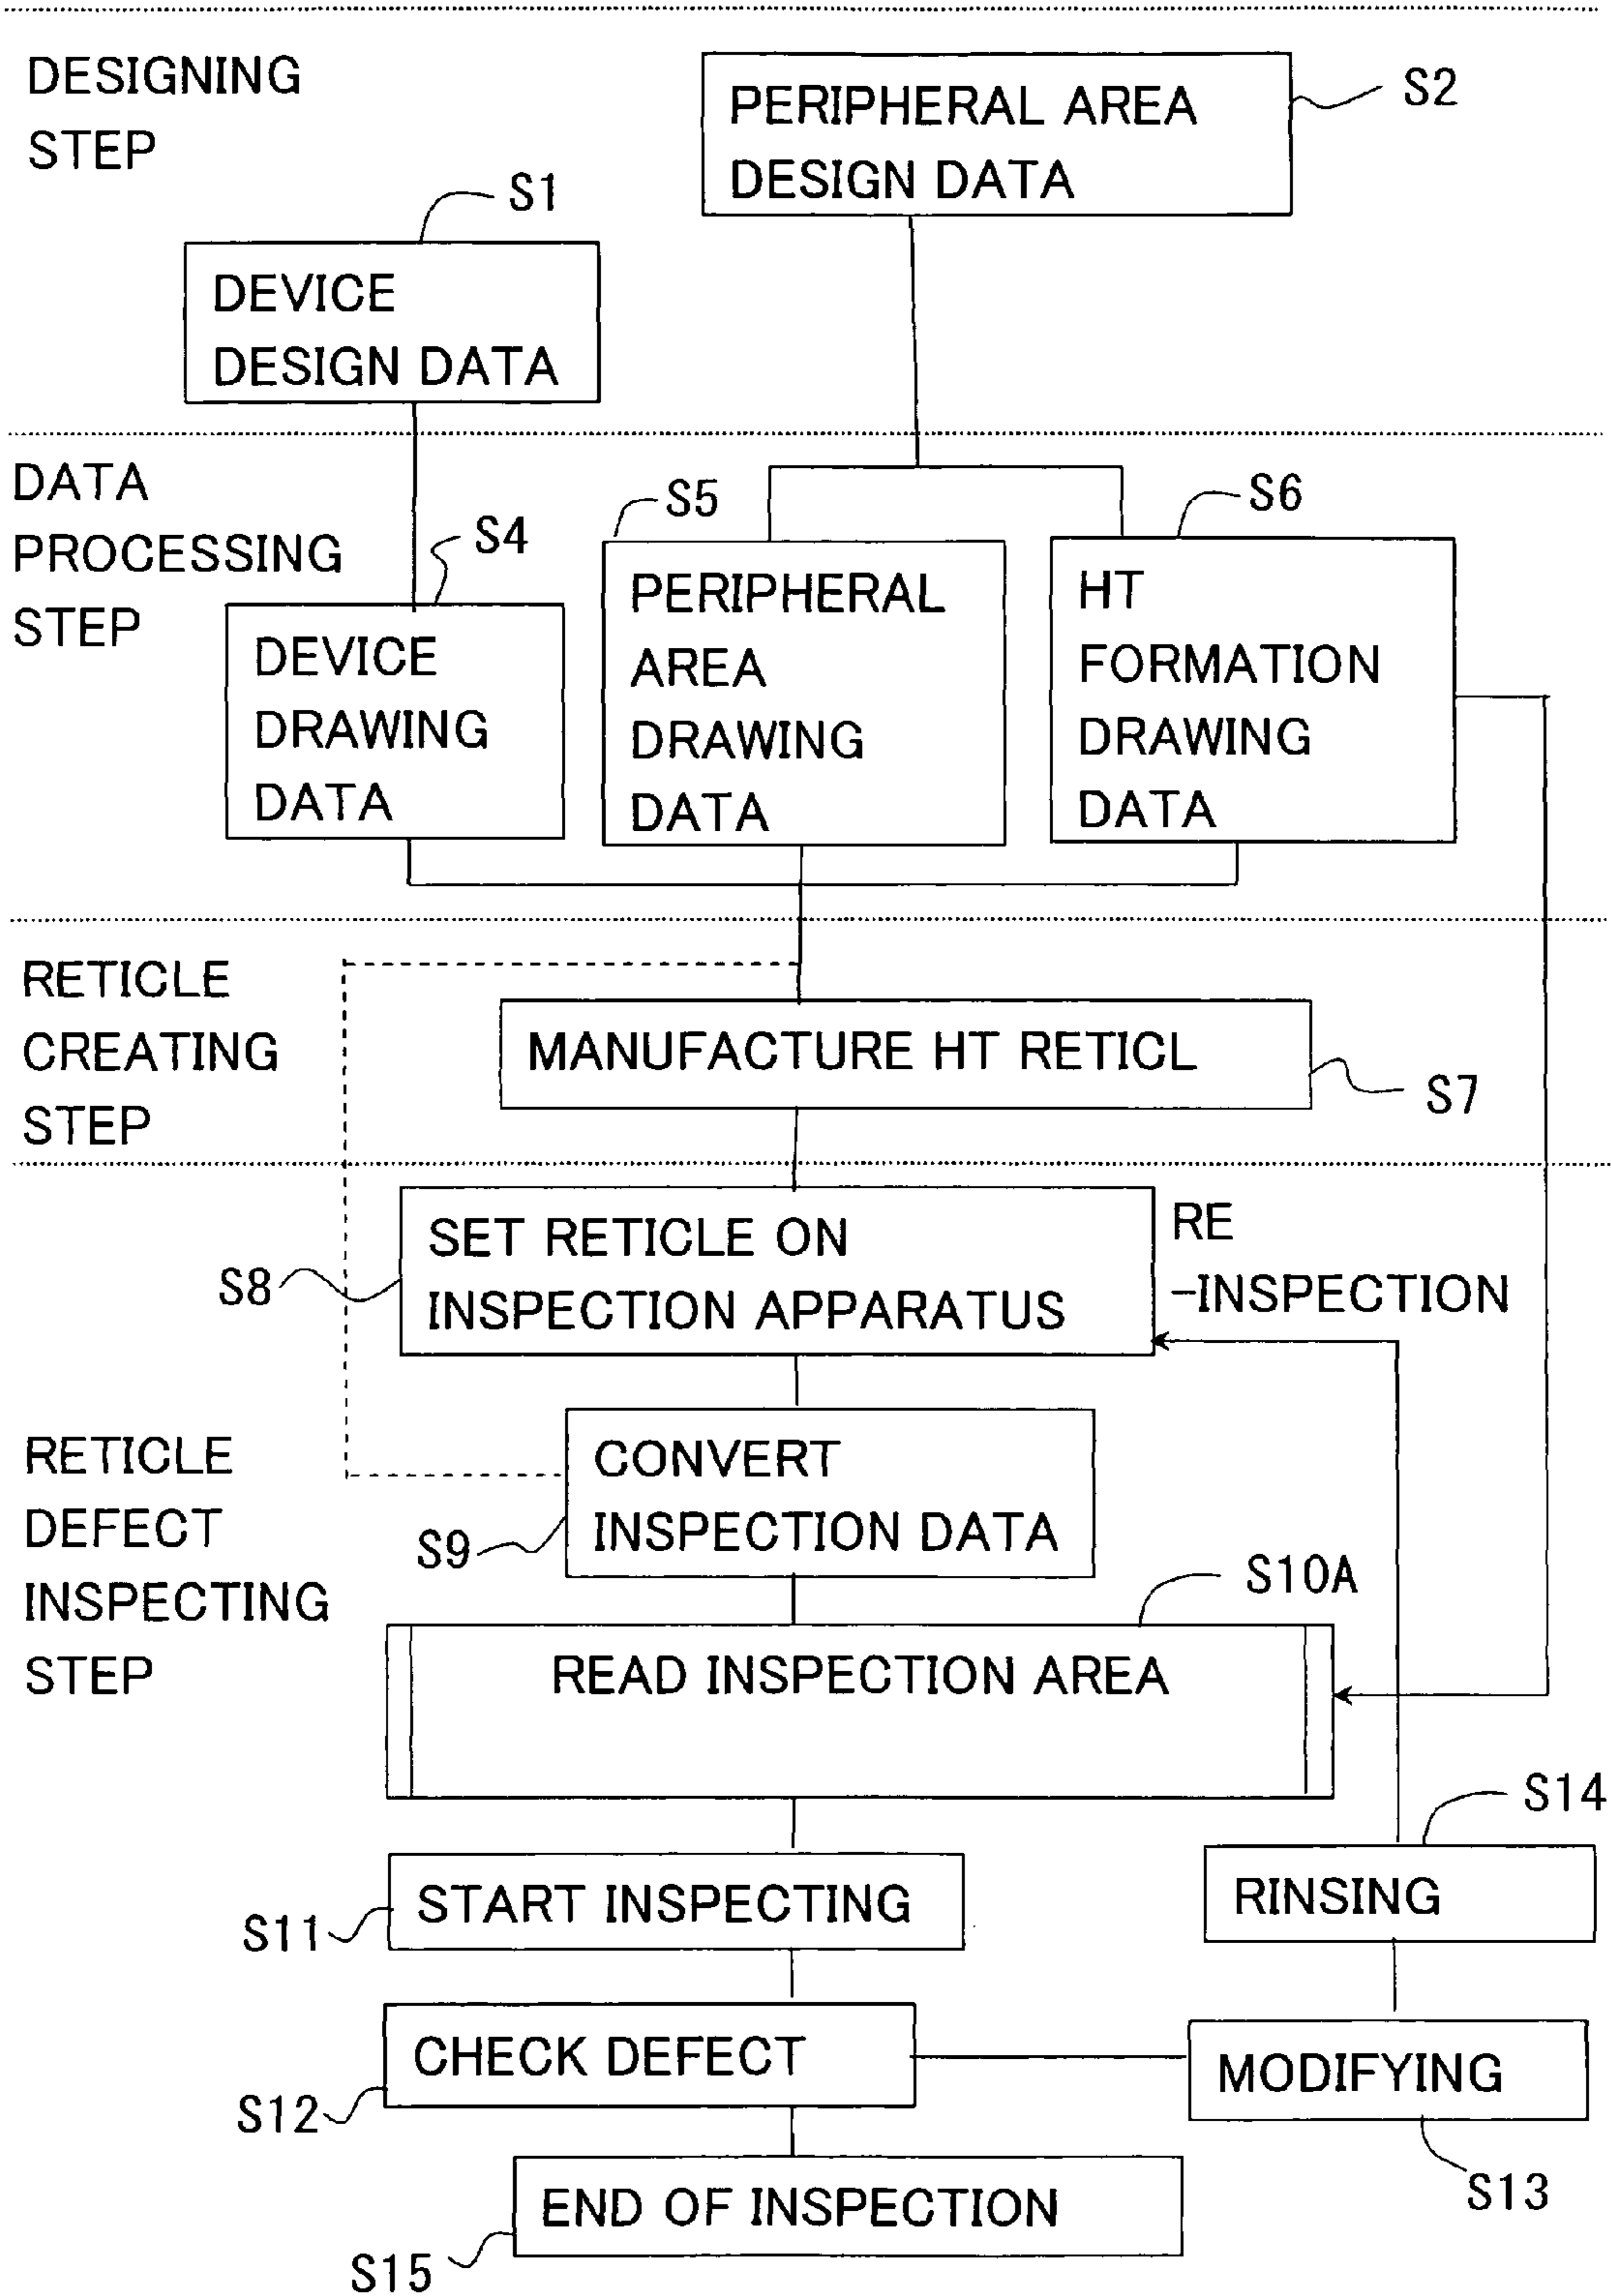 DESIGNING
STEP
PERIPHERAL AREA
DESIGN DATA
S2
S1
DEVICE
DESIGN DATA
DATA
PROCESSING
STEP
S4
DEVICE
DRAWING
DATA
S5
PERIPHERAL
AREA
DRAWING
DATA
S6
HT
FORMATION
DRAWING
DATA
RETICLE
CREATING
STEP
MANUFACTURE HT RETICL
S7
SET RETICLE ON
INSPECTION APPARATUS
S8
RE
-INSPECTION
RETICLE
DEFECT
INSPECTING
STEP
CONVERT
INSPECTION DATA
S9
S10A
READ INSPECTION AREA
S14
START INSPECTING
S11
RINSING
CHECK DEFECT
S12
MODIFYING
S13
END OF INSPECTION
S15